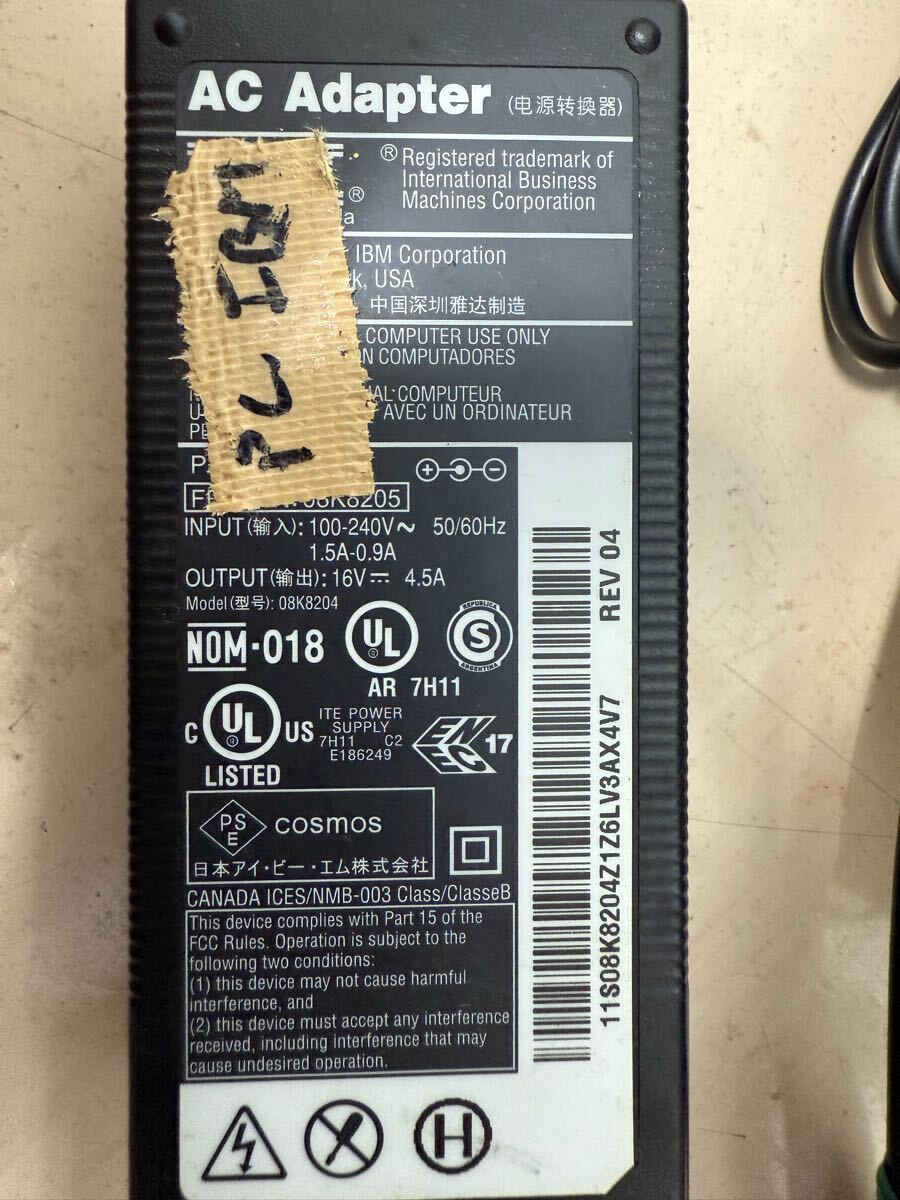 AC Adapter (电源转换器)
® Registered trademark of
International Business
Machines Corporation
®
IBM Corporation
USA
中国深圳雅达制造
COMPUTER USE ONLY
COMPUTADORES
COMPUTEUR
AVEC UN ORDINATEUR
PC IBM
08K8205
INPUT(输入): 100-240V~ 50/60Hz
1.5A-0.9A
OUTPUT(输出): 16V⎓ 4.5A
Model(型号): 08K8204
NOM-018
UL
®
AR 7H11
REPUBLICA
S
ARGENTINA
C UL US
®
LISTED
ITE POWER
SUPPLY
7H11 C2
E186249
ENEC 17
PSE cosmos
日本アイ・ビー・エム株式会社
CANADA ICES/NMB-003 Class/ClasseB
This device complies with Part 15 of the
FCC Rules. Operation is subject to the
following two conditions:
(1) this device may not cause harmful
interference, and
(2) this device must accept any interference
received, including interference that may
cause undesired operation.
H
11S08K8204Z1Z6LV3AX4V7 REV 04